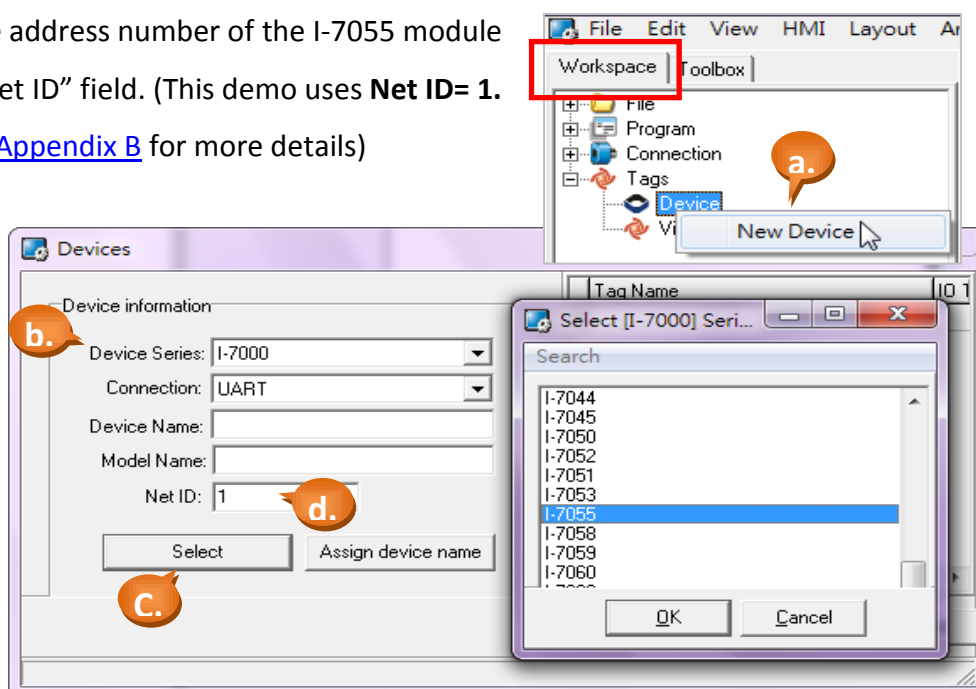 address number of the I-7055 module
et ID” field. (This demo uses Net ID= 1.
Appendix B for more details)
File Edit View HMI Layout
Workspace Toolbox
File
Program
Connection
Tags
Device
New Device
a.
Devices
Device information
b.
Device Series: I-7000
Connection: UART
Device Name:
Model Name:
Net ID: 1
d.
Select
Assign device name
C.
Tag Name
Select [I-7000] Seri...
Search
I-7044
I-7045
I-7050
I-7052
I-7051
I-7053
I-7055
I-7058
I-7059
I-7060
OK
Cancel